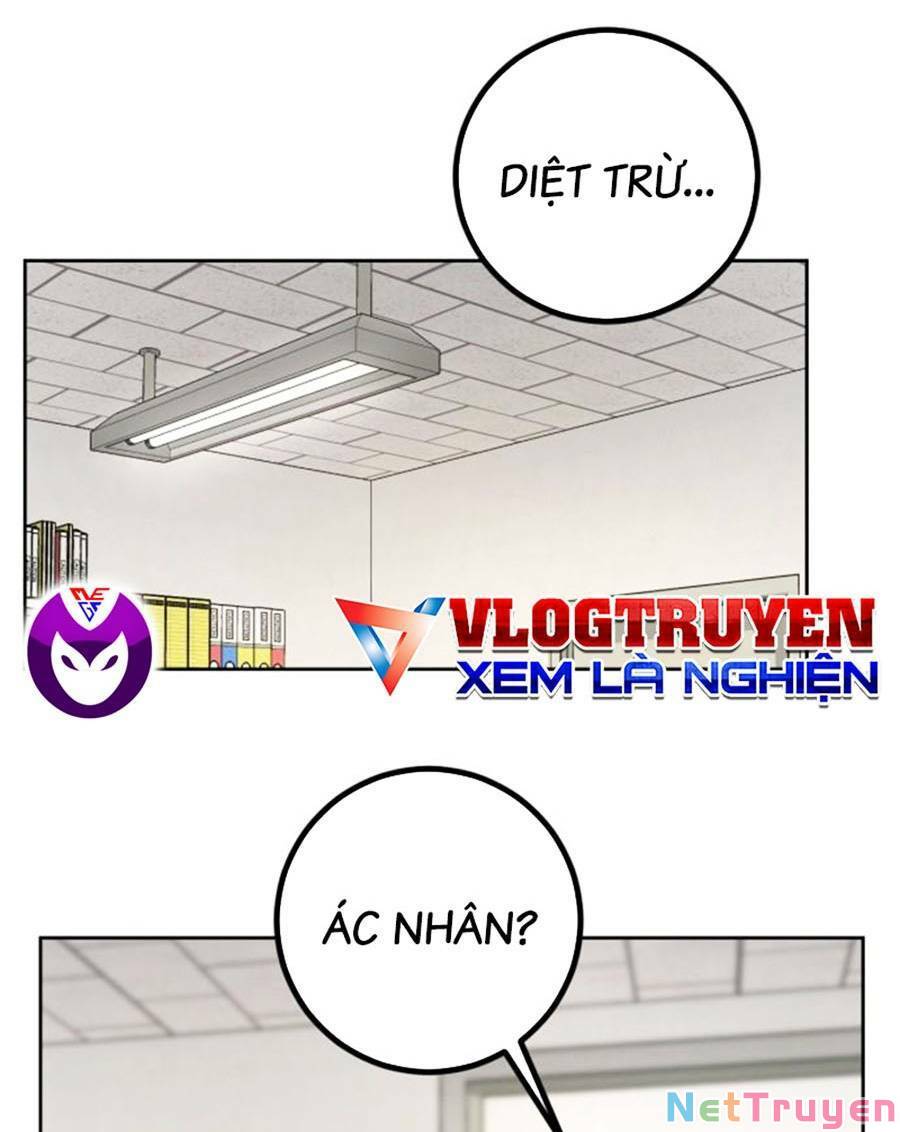 DIỆT TRỪ...
VLOGTRUYEN
XEM LÀ NGHIỆN
ÁC NHÂN?
NetTruyen